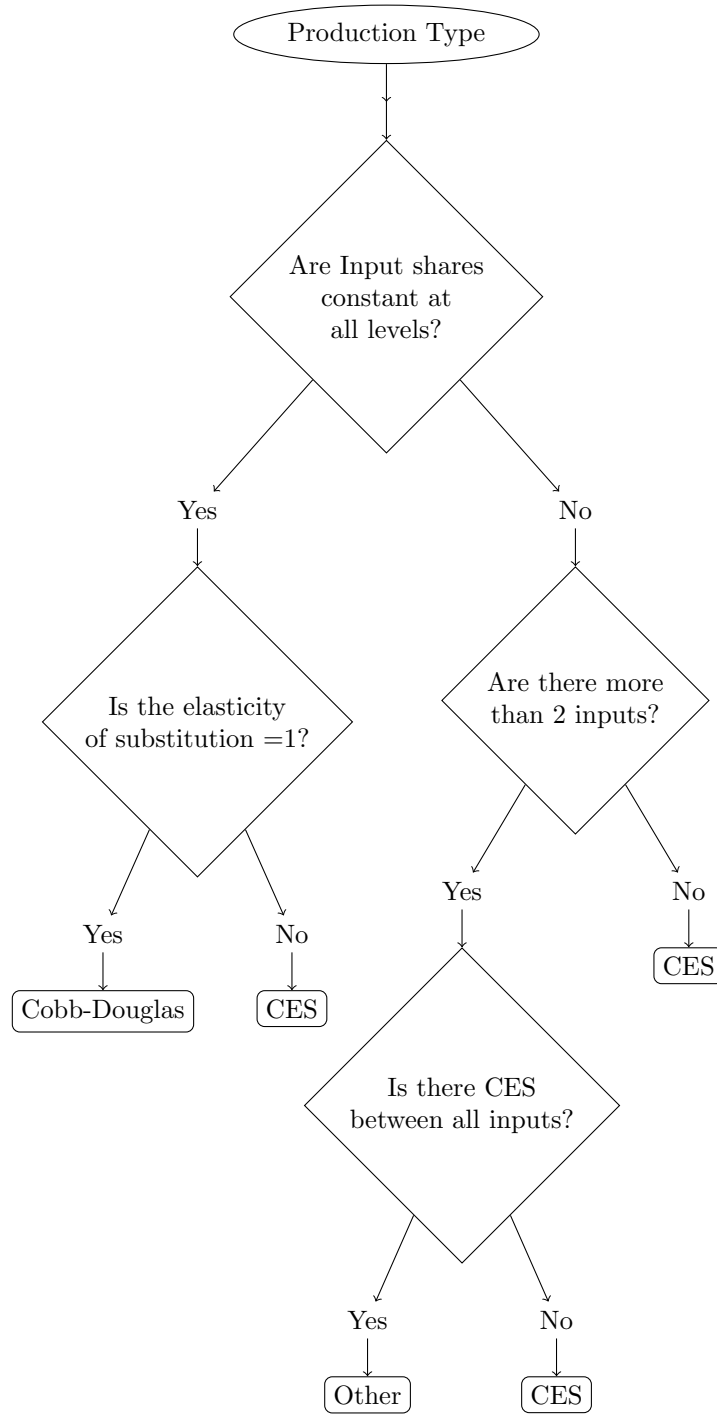 Production Type
Are Input shares
constant at
all levels?
Yes
No
Is the elasticity
of substitution =1?
Are there more
than 2 inputs?
Yes
No
Yes
No
Cobb-Douglas
CES
CES
Is there CES
between all inputs?
Yes
No
Other
CES